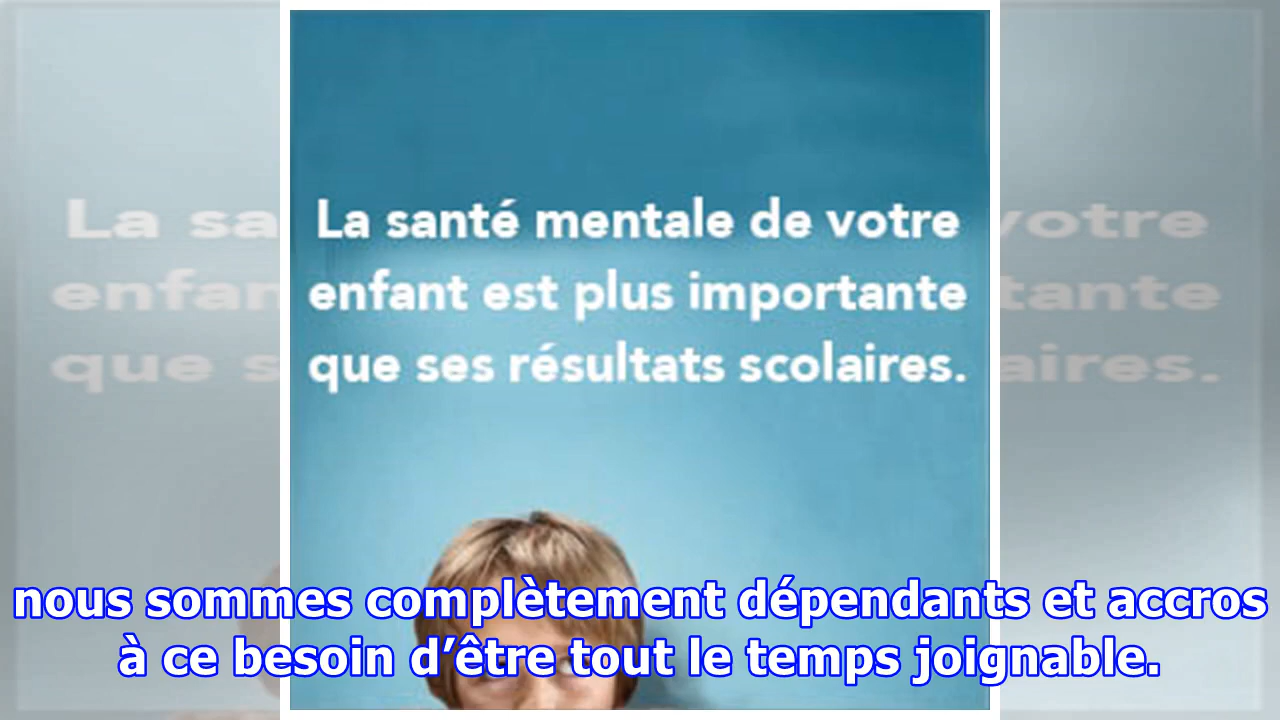 La santé mentale de votre
enfant est plus importante
que ses résultats scolaires.
nous sommes complètement dépendants et accros
à ce besoin d’être tout le temps joignable.